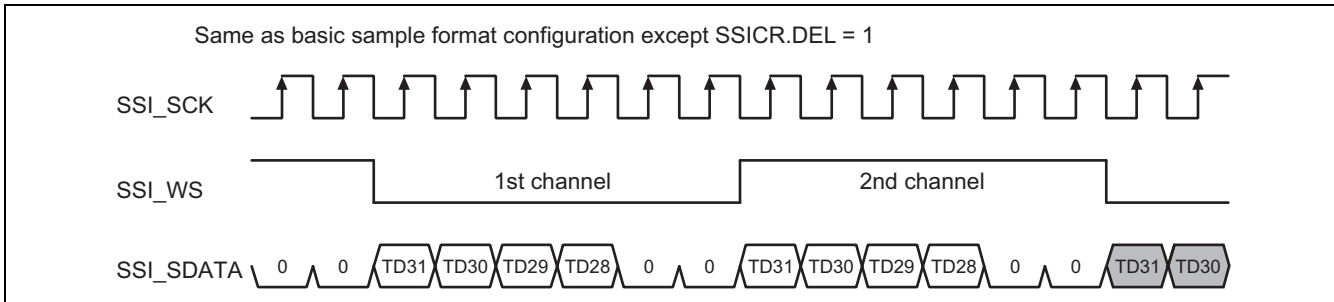 Same as basic sample format configuration except SSICR.DEL = 1
SSI_SCK
SSI_WS 1st channel 2nd channel
SSI_SDATA 0 0 TD31 TD30 TD29 TD28 0 0 TD31 TD30 TD29 TD28 0 0 TD31 TD30